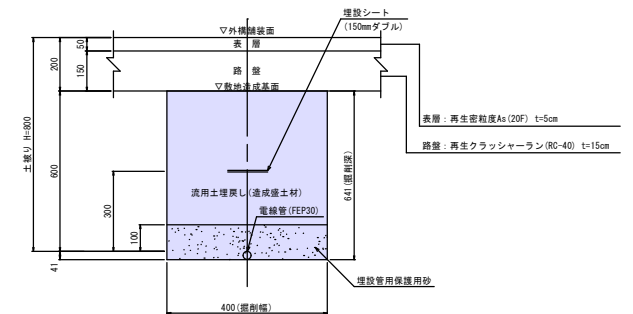 埋設シート
(150mmダブル)
▽外構舗装面
表 層
50
200
150
路 盤
▽敷地造成基面
表層：再生密粒度As(20F) t=5cm
路盤：再生クラッシャーラン(RC-40) t=15cm
土被り H=800
600
641(掘削深)
流用土埋戻し(造成盛土材)
300
電線管(FEP30)
100
41
埋設管用保護用砂
400(掘削幅)